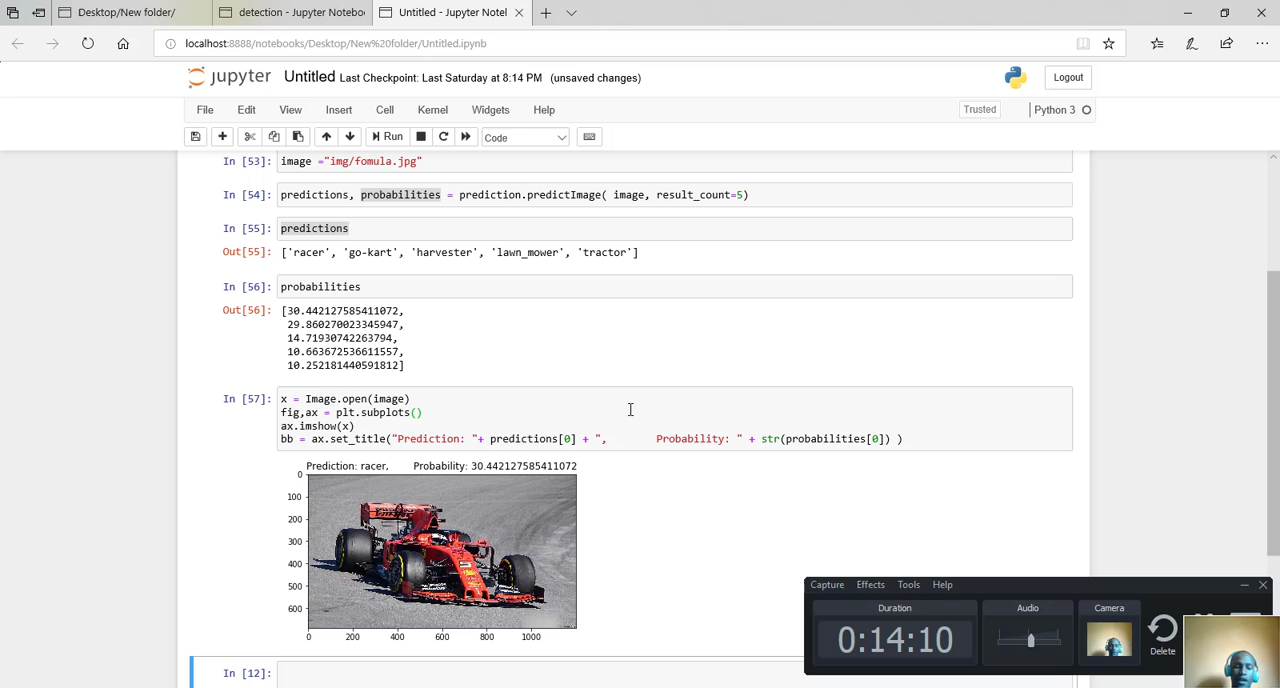 Desktop/New folder/
detection - Jupyter Notebo
Untitled - Jupyter Notel
localhost:8888/notebooks/Desktop/New%20folder/Untitled.ipynb
jupyter Untitled Last Checkpoint: Last Saturday at 8:14 PM (unsaved changes)
Logout
File Edit View Insert Cell Kernel Widgets Help
Trusted
Python 3
Run
Code
In [53]: image ="img/fomula.jpg"
In [54]: predictions, probabilities = prediction.predictImage( image, result_count=5)
In [55]: predictions
Out[55]: ['racer', 'go-kart', 'harvester', 'lawn_mower', 'tractor']
In [56]: probabilities
Out[56]: [30.442127585411072,
29.860270023345947,
14.71930742263794,
10.663672536611557,
10.252181440591812]
In [57]: x = Image.open(image)
fig,ax = plt.subplots()
ax.imshow(x)
bb = ax.set_title("Prediction: "+ predictions[0] + ", Probability: " + str(probabilities[0]) )
Prediction: racer, Probability: 30.442127585411072
0
100
200
300
400
500
600
0 200 400 600 800 1000
In [12]:
Capture Effects Tools Help
Duration
0:14:10
Audio
Camera
Delete